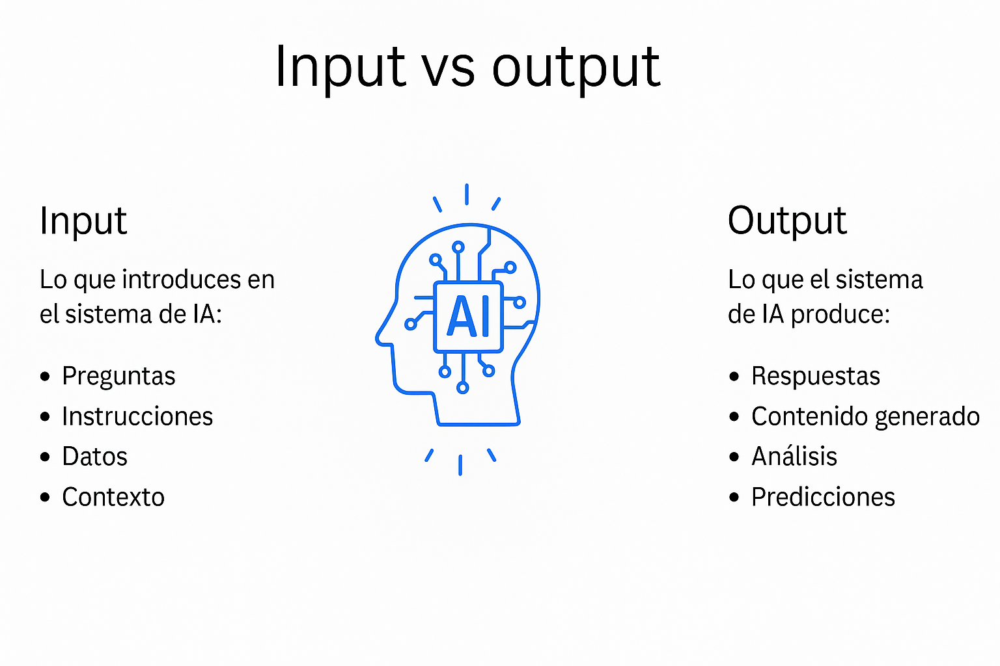 Input vs output
Input
Lo que introduces en
el sistema de IA:
• Preguntas
• Instrucciones
• Datos
• Contexto
AI
Output
Lo que el sistema
de IA produce:
• Respuestas
• Contenido generado
• Análisis
• Predicciones